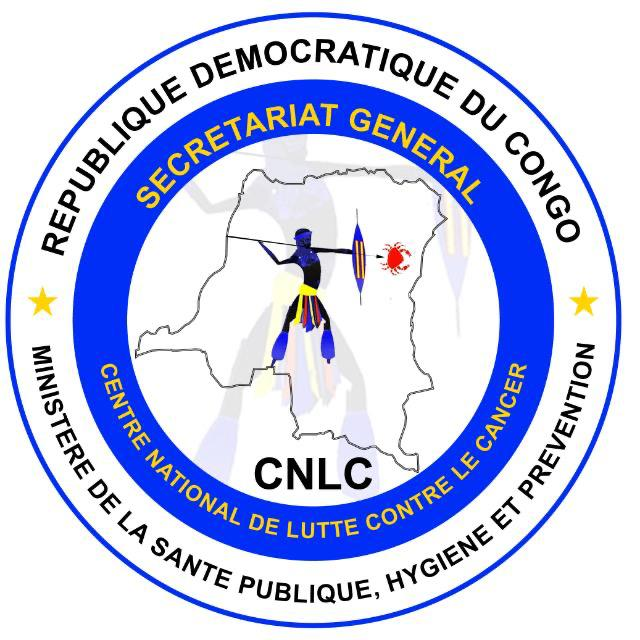 REPUBLIQUE DEMOCRATIQUE DU CONGO
SECRETARIAT GENERAL
CNLC
CENTRE NATIONAL DE LUTTE CONTRE LE CANCER
MINISTERE DE LA SANTE PUBLIQUE, HYGIENE ET PREVENTION